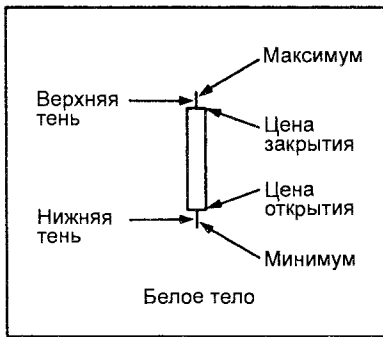 Максимум
Верхняя
тень
Цена
закрытия
Цена
открытия
Нижняя
тень
Минимум
Белое тело